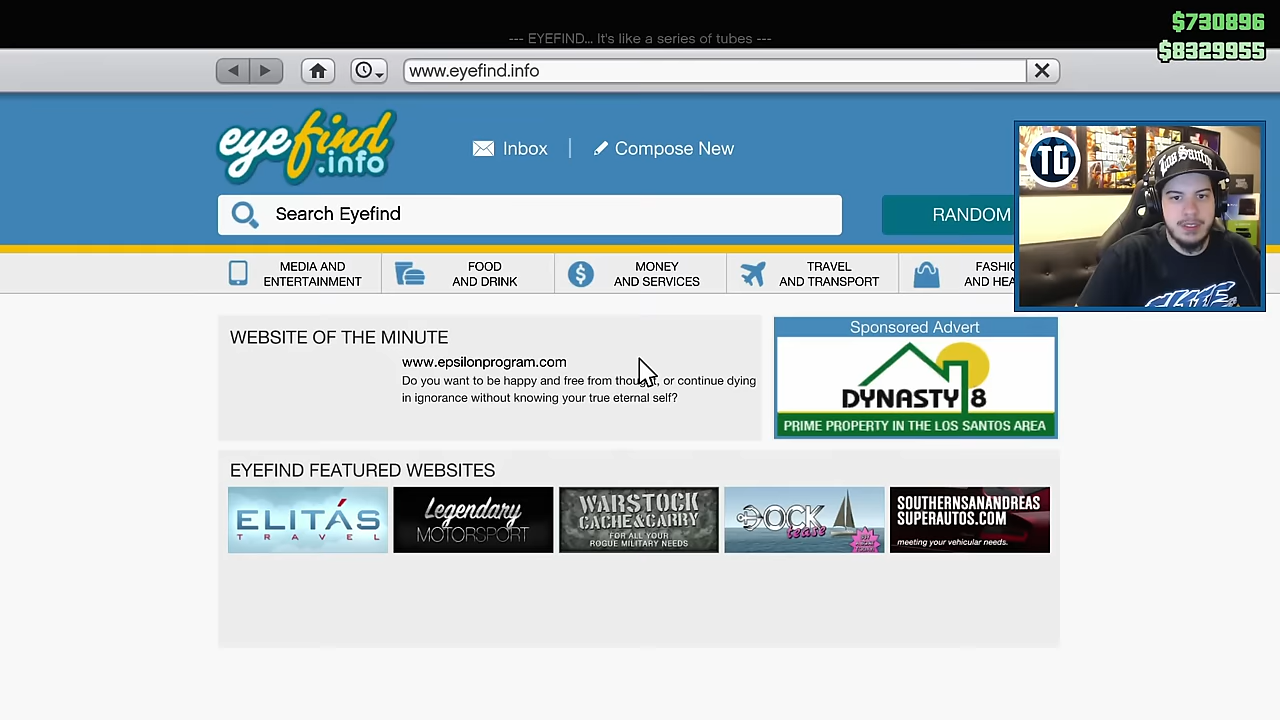 $730896
--- EYEFIND... It's like a series of tubes ---
$8329955
www.eyefind.info
eyefind
.info
Inbox
Compose New
TG
Los Santos
Search Eyefind
RANDOM
MEDIA AND
ENTERTAINMENT
FOOD
AND DRINK
MONEY
AND SERVICES
TRAVEL
AND TRANSPORT
WEBSITE OF THE MINUTE
www.epsilonprogram.com
Do you want to be happy and free from thought, or continue dying
in ignorance without knowing your true eternal self?
Sponsored Advert
DYNASTY 8
PRIME PROPERTY IN THE LOS SANTOS AREA
EYEFIND FEATURED WEBSITES
ELITÁS
TRAVEL
Legendary
MOTORSPORT
WARSTOCK
CACHE&CARRY
FOR ALL YOUR
ROGUE MILITARY NEEDS
DOCK
tease
SOUTHERNSANANDREAS
SUPERAUTOS.COM
meeting your vehicular needs.